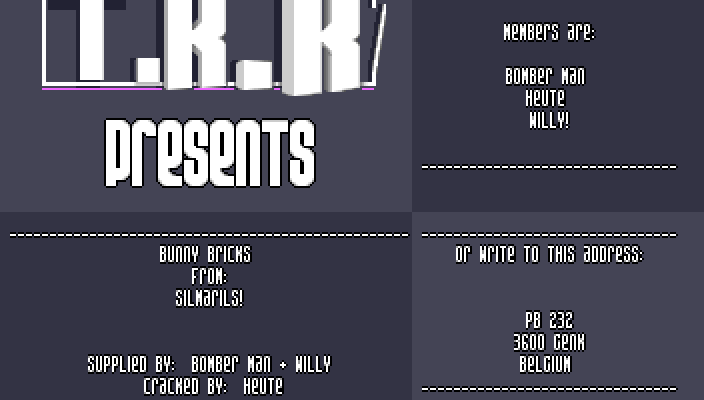 T.R.R
presents
Members are:
Bomber Man
Heute
Willy!
Bunny Bricks
From:
Silmarils!
Supplied by: Bomber Man + Willy
Cracked by: Heute
Or write to this address:
PB 232
3600 Genk
Belgium